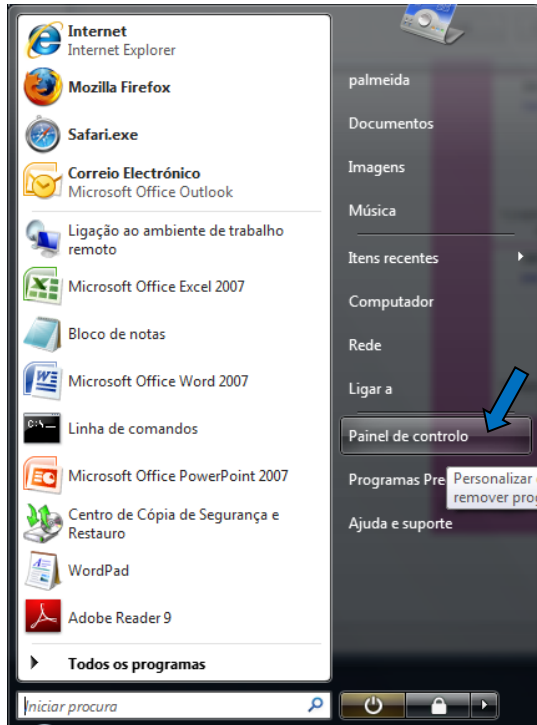 Internet
Internet Explorer
Mozilla Firefox
Safari.exe
Correio Electrónico
Microsoft Office Outlook
Ligação ao ambiente de trabalho
remoto
Microsoft Office Excel 2007
Bloco de notas
Microsoft Office Word 2007
Linha de comandos
Microsoft Office PowerPoint 2007
Centro de Cópia de Segurança e
Restauro
WordPad
Adobe Reader 9
Todos os programas
Iniciar procura
palmeida
Documentos
Imagens
Música
Itens recentes
Computador
Rede
Ligar a
Painel de controlo
Programas Pre
Personalizar
remover prog
Ajuda e suporte